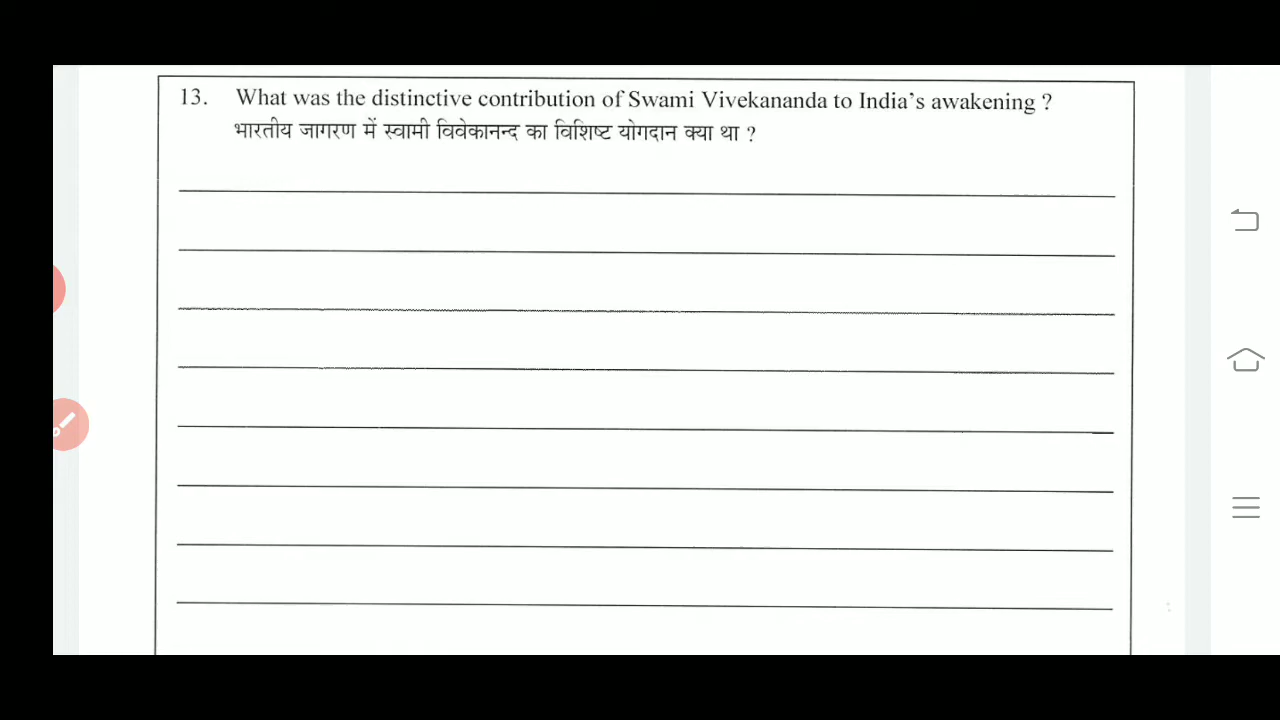 13. What was the distinctive contribution of Swami Vivekananda to India's awakening ?
भारतीय जागरण में स्वामी विवेकानन्द का विशिष्ट योगदान क्या था ?